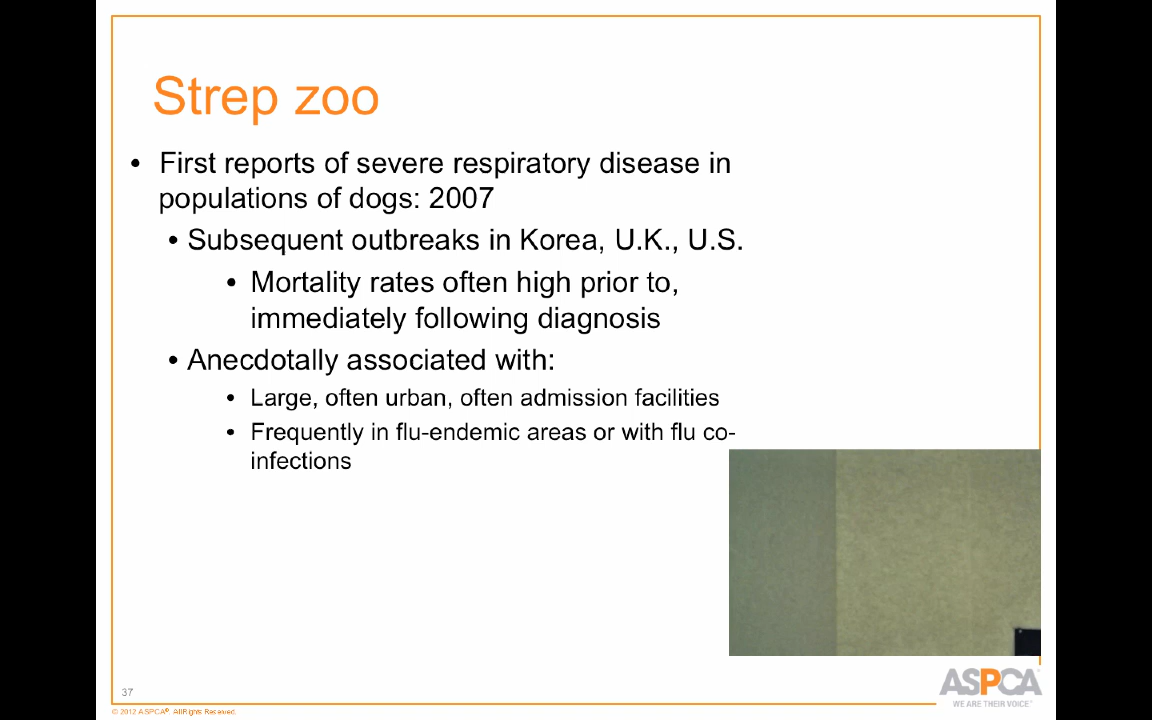 Strep zoo
• First reports of severe respiratory disease in
populations of dogs: 2007
• Subsequent outbreaks in Korea, U.K., U.S.
• Mortality rates often high prior to,
immediately following diagnosis
• Anecdotally associated with:
• Large, often urban, often admission facilities
• Frequently in flu-endemic areas or with flu co-
infections
37
© 2012 ASPCA®. All Rights Reserved.
ASPCA
WE ARE THEIR VOICE™